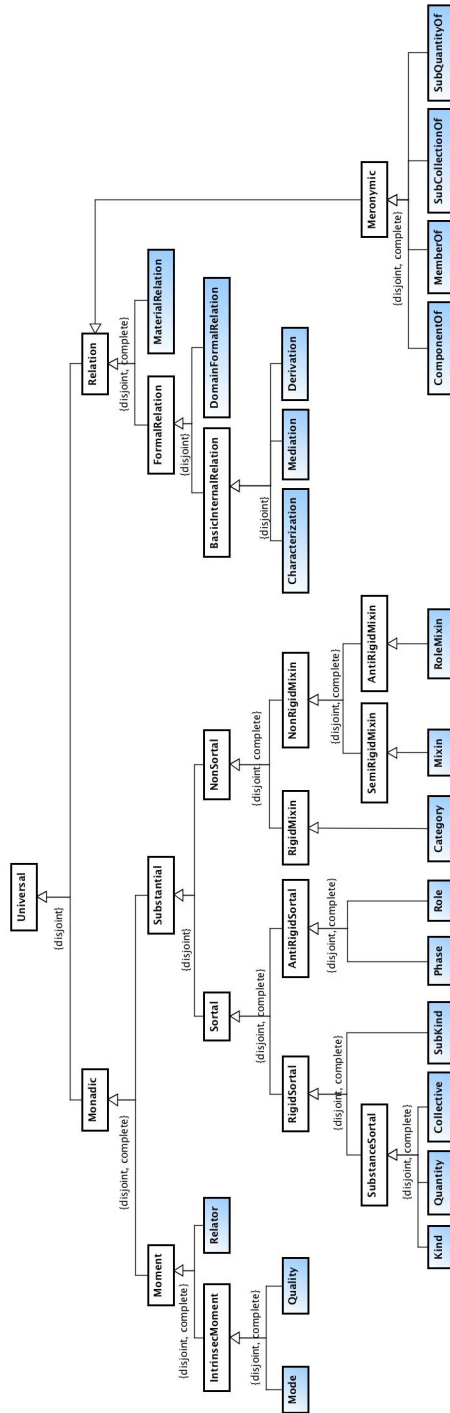 Universal
{disjoint}
Monadic
Relation
{disjoint, complete}
{disjoint, complete}
Moment
Substantial
FormalRelation
MaterialRelation
Meronymic
{disjoint, complete}
{disjoint}
{disjoint}
{disjoint, complete}
IntrinsecMoment
Relator
Sortal
NonSortal
BasicInternalRelation
DomainFormalRelation
ComponentOf
MemberOf
SubCollectionOf
SubQuantityOf
{disjoint, complete}
{disjoint, complete}
{disjoint, complete}
{disjoint}
Mode
Quality
RigidSortal
AntiRigidSortal
RigidMixin
NonRigidMixin
Characterization
Mediation
Derivation
{disjoint, complete}
{disjoint, complete}
{disjoint, complete}
SubstanceSortal
SemiRigidMixin
AntiRigidMixin
{disjoint, complete}
Kind
Quantity
Collective
SubKind
Phase
Role
Category
Mixin
RoleMixin